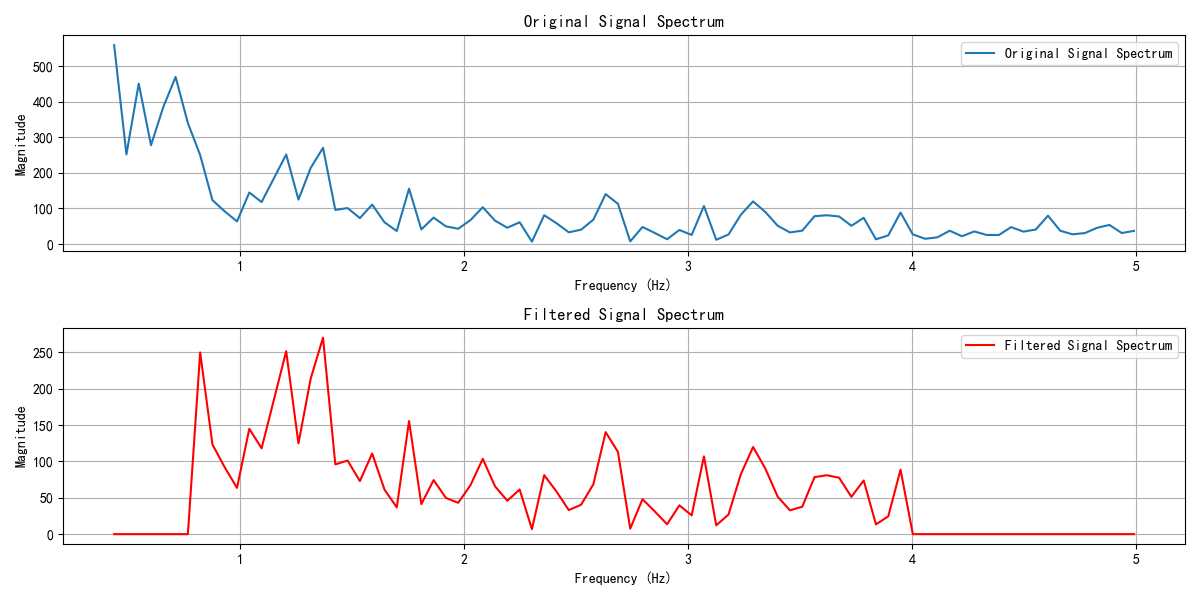 Original Signal Spectrum
Original Signal Spectrum
500
400
300
200
100
0
Magnitude
1 2 3 4 5
Frequency (Hz)
Filtered Signal Spectrum
Filtered Signal Spectrum
250
200
150
100
50
0
Magnitude
1 2 3 4 5
Frequency (Hz)